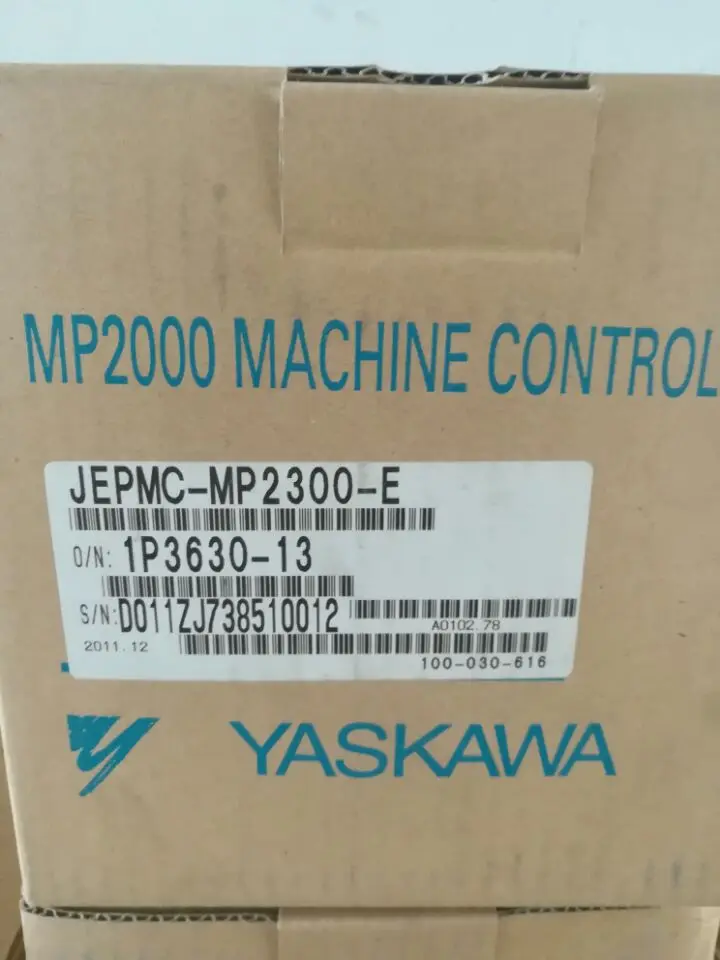 MP2000 MACHINE CONTROL
JEPMC-MP2300-E
O/N: 1P3630-13
S/N: D011ZJ738510012
A0102.78
2011.12
100-030-616
YASKAWA